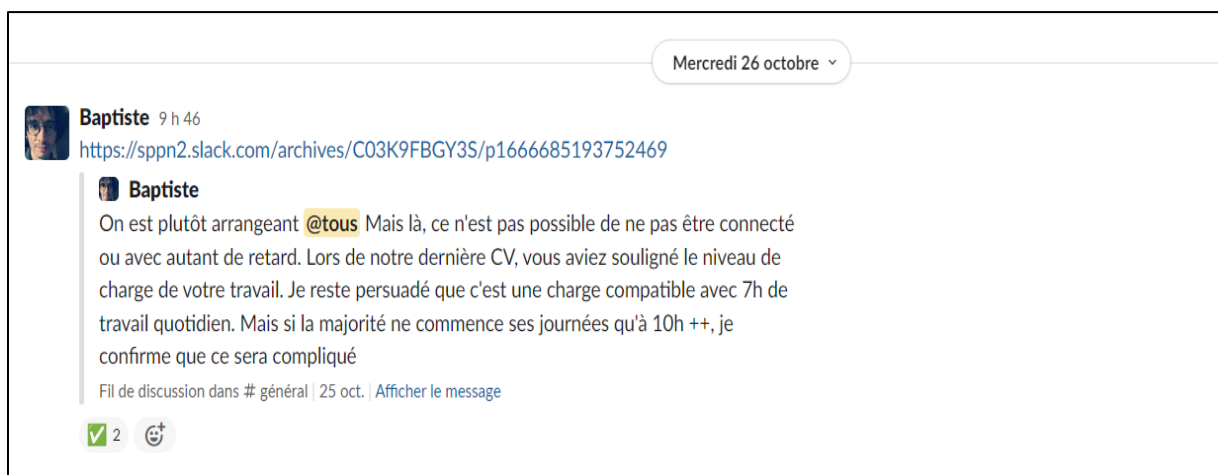 Mercredi 26 octobre
Baptiste 9 h 46
https://sppn2.slack.com/archives/C03K9FBGY3S/p1666685193752469
Baptiste
On est plutôt arrangeant @tous Mais là, ce n'est pas possible de ne pas être connecté
ou avec autant de retard. Lors de notre dernière CV, vous aviez souligné le niveau de
charge de votre travail. Je reste persuadé que c'est une charge compatible avec 7h de
travail quotidien. Mais si la majorité ne commence ses journées qu'à 10h ++, je
confirme que ce sera compliqué
Fil de discussion dans # général | 25 oct. | Afficher le message
✅ 2